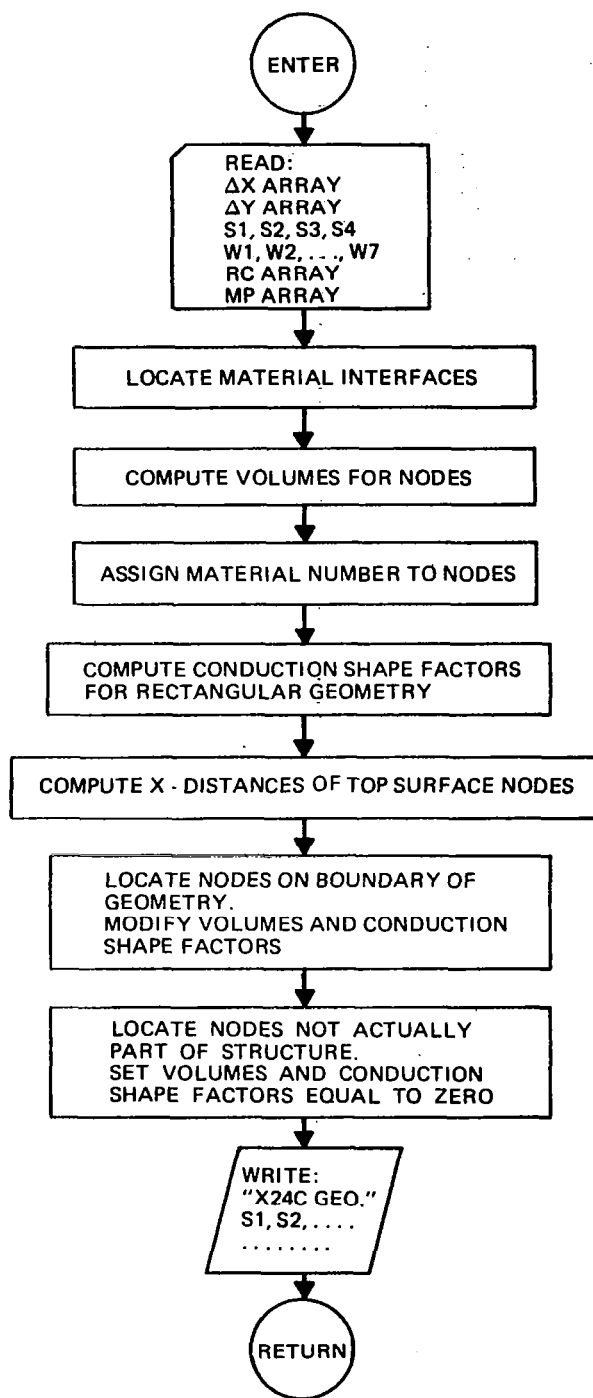 ENTER
READ:
ΔX ARRAY
ΔY ARRAY
S1, S2, S3, S4
W1, W2, . . ., W7
RC ARRAY
MP ARRAY
LOCATE MATERIAL INTERFACES
COMPUTE VOLUMES FOR NODES
ASSIGN MATERIAL NUMBER TO NODES
COMPUTE CONDUCTION SHAPE FACTORS
FOR RECTANGULAR GEOMETRY
COMPUTE X - DISTANCES OF TOP SURFACE NODES
LOCATE NODES ON BOUNDARY OF
GEOMETRY.
MODIFY VOLUMES AND CONDUCTION
SHAPE FACTORS
LOCATE NODES NOT ACTUALLY
PART OF STRUCTURE.
SET VOLUMES AND CONDUCTION
SHAPE FACTORS EQUAL TO ZERO
WRITE:
"X24C GEO."
S1, S2, . . . .
. . . . . . . .
RETURN